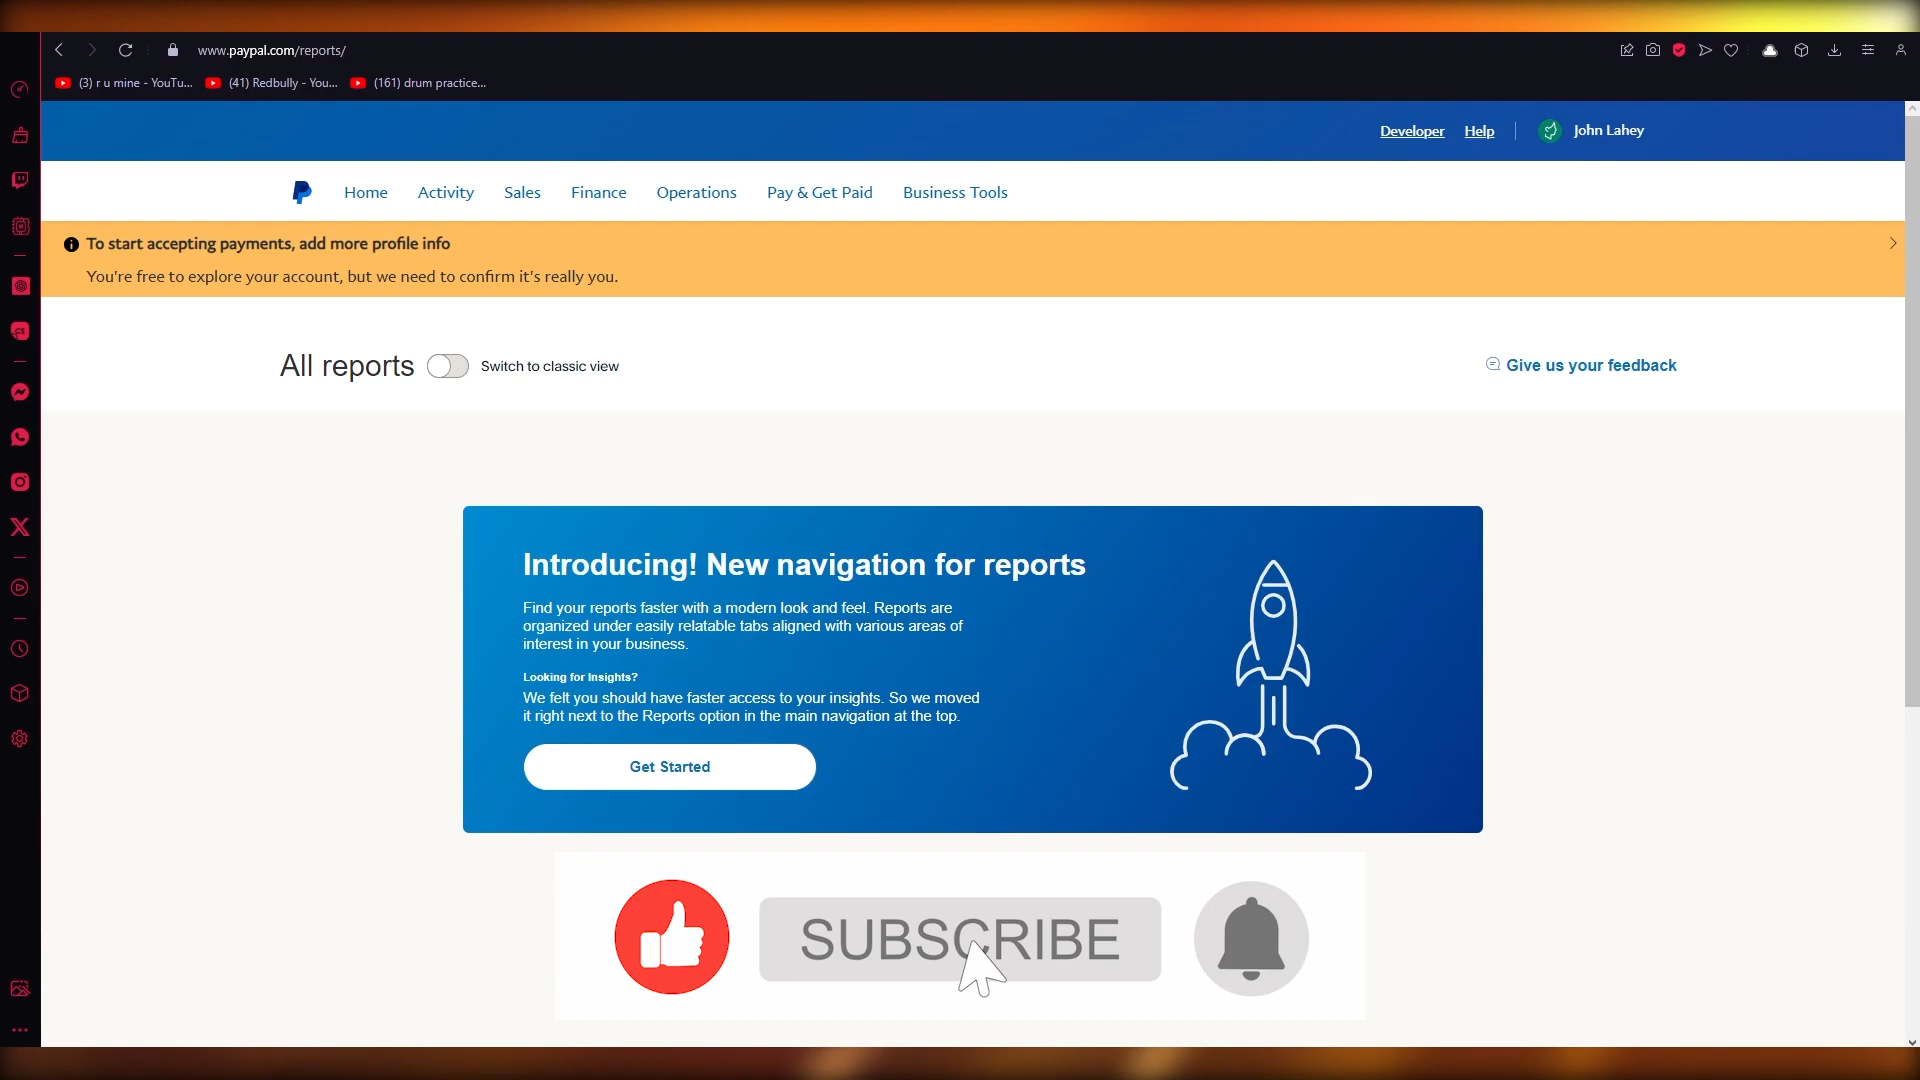 www.paypal.com/reports/
(3) r u mine - YouTu...
(41) Redbully - You...
(161) drum practice...
Developer
Help
John Lahey
Home
Activity
Sales
Finance
Operations
Pay & Get Paid
Business Tools
To start accepting payments, add more profile info
You're free to explore your account, but we need to confirm it's really you.
All reports
Switch to classic view
Give us your feedback
Introducing! New navigation for reports
Find your reports faster with a modern look and feel. Reports are
organized under easily relatable tabs aligned with various areas of
interest in your business.
Looking for Insights?
We felt you should have faster access to your insights. So we moved
it right next to the Reports option in the main navigation at the top.
Get Started
SUBSCRIBE